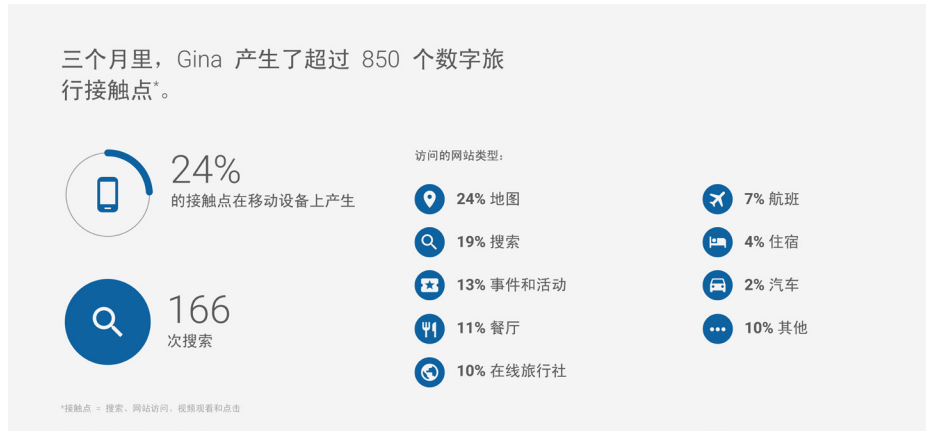 三个月里，Gina 产生了超过 850 个数字旅
行接触点*。
24%
的接触点在移动设备上产生
166
次搜索
访问的网站类型：
24% 地图
19% 搜索
13% 事件和活动
11% 餐厅
10% 在线旅行社
7% 航班
4% 住宿
2% 汽车
10% 其他
*接触点 = 搜索、网站访问、视频观看和点击